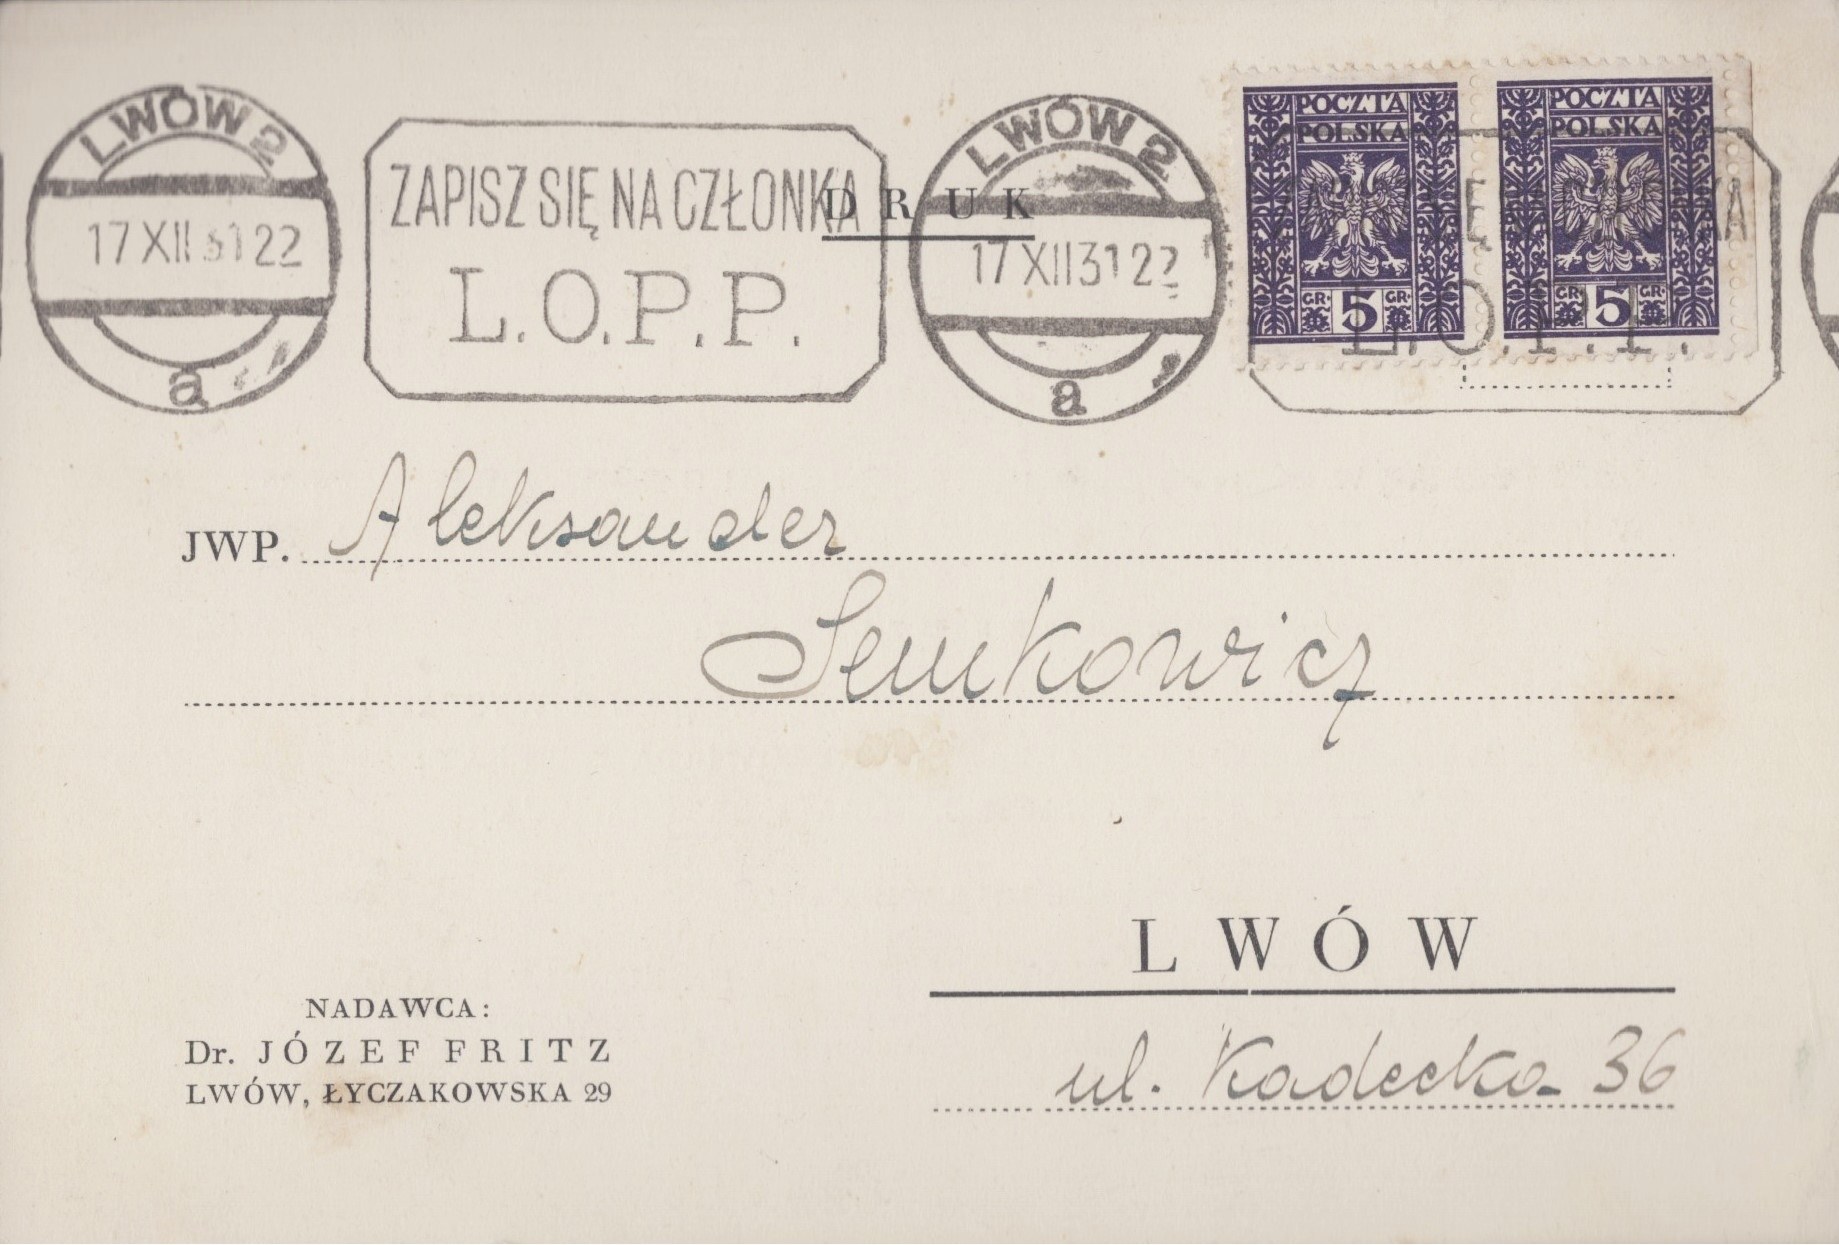 LWÓW 2
17 XII 31 22
a
ZAPISZ SIĘ NA CZŁONKA
L.O.P.P.
DRUK
LWÓW 2
17 XII 31 22
a
POCZTA
POLSKA
GR. 5 GR.
POCZTA
POLSKA
GR. 5 GR.
L.O.P.P.
JWP. Aleksander
Semkowicz
LWÓW
ul. Kadecka 36
NADAWCA:
Dr. JÓZEF FRITZ
LWÓW, ŁYCZAKOWSKA 29